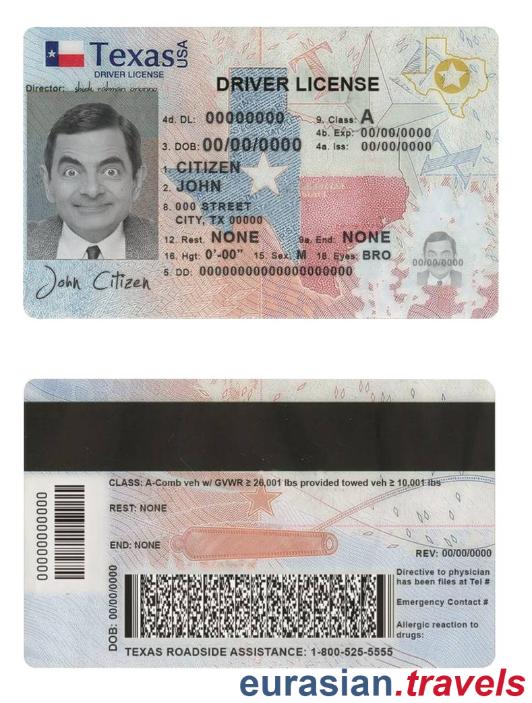 Texas USA
DRIVER LICENSE
DRIVER LICENSE
Director:
4d. DL: 00000000 9. Class: A
4b. Exp: 00/00/0000
3. DOB: 00/00/0000 4a. Iss: 00/00/0000
1. CITIZEN
2. JOHN
8. 000 STREET
CITY, TX 00000
12. Rest. NONE 9a. End: NONE
16. Hgt: 0'-00" 15. Sex: M 18. Eyes: BRO
5. DD: 00000000000000000000
00/00/0000
John Citizen
CLASS: A-Comb veh w/ GVWR ≥ 26,001 lbs provided towed veh ≥ 10,001 lbs
REST: NONE
END: NONE
00000000000
REV: 00/00/0000
DOB: 00/00/0000
Directive to physician
has been files at Tel #
Emergency Contact #
Allergic reaction to
drugs:
TEXAS ROADSIDE ASSISTANCE: 1-800-525-5555
eurasian.travels